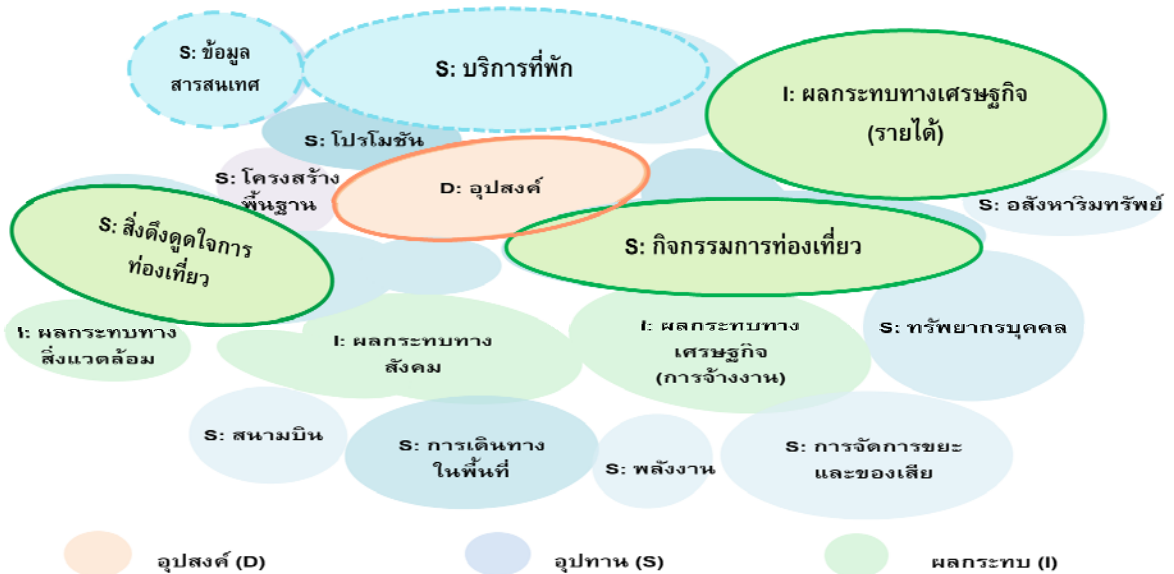 S: ข้อมูล
สารสนเทศ
S: บริการที่พัก
I: ผลกระทบทางเศรษฐกิจ
(รายได้)
S: โปรโมชัน
S: โครงสร้าง
พื้นฐาน
D: อุปสงค์
S: อสังหาริมทรัพย์
S: สิ่งดึงดูดใจการ
ท่องเที่ยว
S: กิจกรรมการท่องเที่ยว
I: ผลกระทบทาง
สิ่งแวดล้อม
I: ผลกระทบทาง
สังคม
I: ผลกระทบทาง
เศรษฐกิจ
(การจ้างงาน)
S: ทรัพยากรบุคคล
S: สนามบิน
S: การเดินทาง
ในพื้นที่
S: พลังงาน
S: การจัดการขยะ
และของเสีย
อุปสงค์ (D)
อุปทาน (S)
ผลกระทบ (I)